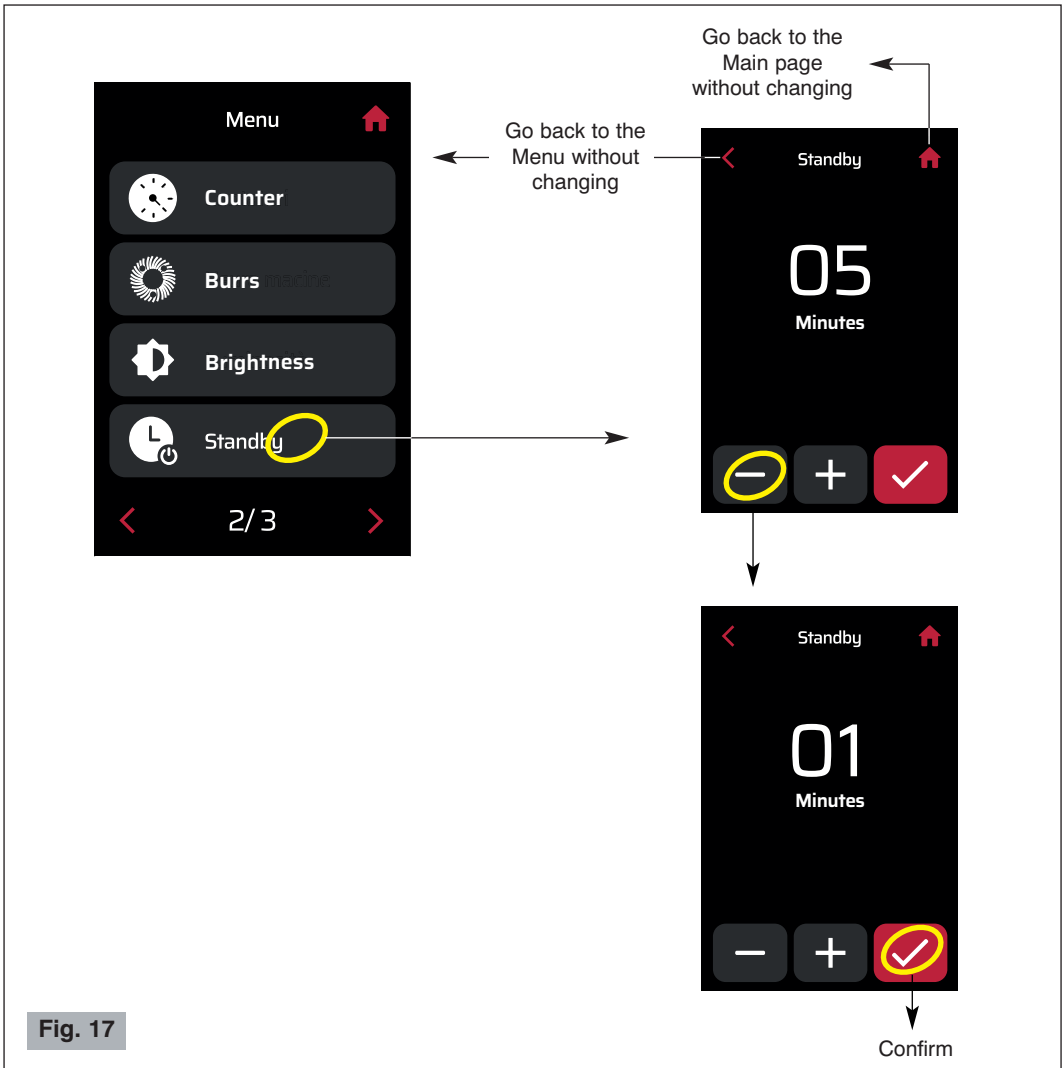 Menu
Counter
Burrs
Brightness
Standby
2/3
Go back to the
Menu without
changing
Go back to the
Main page
without changing
Standby
05
Minutes
Standby
01
Minutes
Confirm
Fig. 17